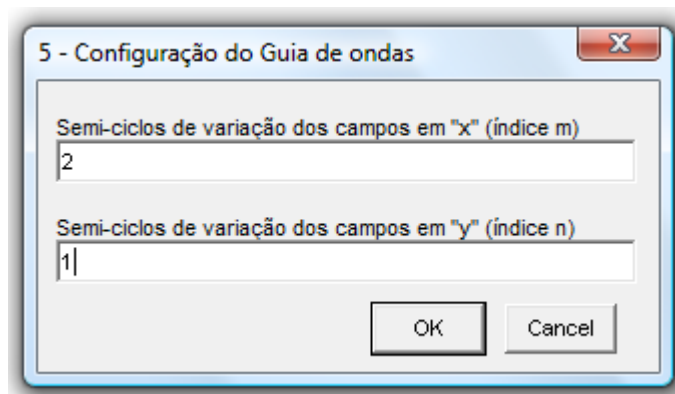 5 - Configuração do Guia de ondas
Semi-ciclos de variação dos campos em "x" (índice m)
2
Semi-ciclos de variação dos campos em "y" (índice n)
1
OK Cancel